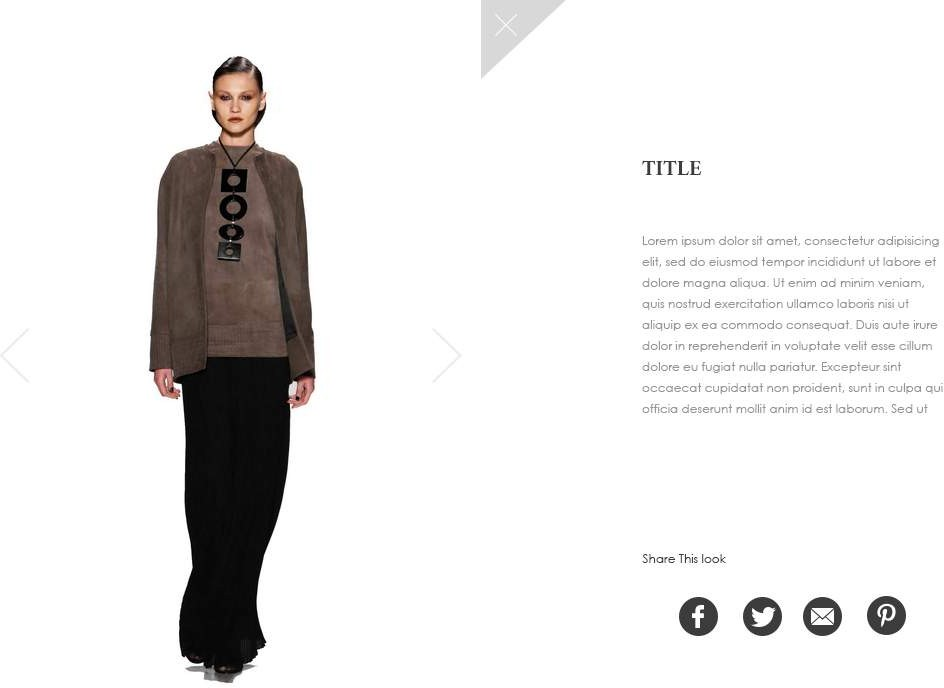 TITLE
Lorem ipsum dolor sit amet, consectetur adipisicing
elit, sed do eiusmod tempor incididunt ut labore et
dolore magna aliqua. Ut enim ad minim veniam,
quis nostrud exercitation ullamco laboris nisi ut
aliquip ex ea commodo consequat. Duis aute irure
dolor in reprehenderit in voluptate velit esse cillum
dolore eu fugiat nulla pariatur. Excepteur sint
occaecat cupidatat non proident, sunt in culpa qui
officia deserunt mollit anim id est laborum. Sed ut
Share This look